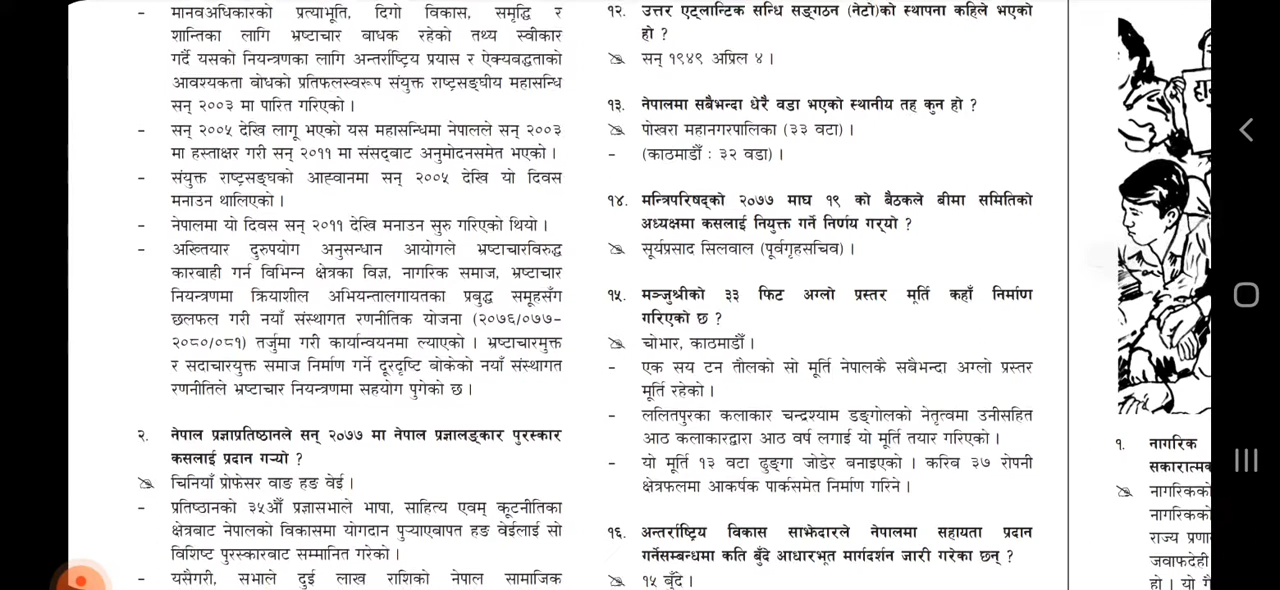 - मानवअधिकारको प्रत्याभूति, दिगो विकास, समृद्धि र
शान्तिका लागि भ्रष्टाचार बाधक रहेको तथ्य स्वीकार
गर्दै यसको नियन्त्रणका लागि अन्तर्राष्ट्रिय प्रयास र ऐक्यबद्धताको
आवश्यकता बोधको प्रतिफलस्वरूप संयुक्त राष्ट्रसङ्घीय महासन्धि
सन् २००३ मा पारित गरिएको ।
- सन् २००५ देखि लागू भएको यस महासन्धिमा नेपालले सन् २००३
मा हस्ताक्षर गरी सन् २०११ मा संसद्‌बाट अनुमोदनसमेत भएको ।
- संयुक्त राष्ट्रसङ्घको आह्वानमा सन् २००५ देखि यो दिवस
मनाउन थालिएको ।
- नेपालमा यो दिवस सन् २०११ देखि मनाउन सुरु गरिएको थियो ।
- अख्तियार दुरुपयोग अनुसन्धान आयोगले भ्रष्टाचारविरुद्ध
कारबाही गर्न विभिन्न क्षेत्रका विज्ञ, नागरिक समाज, भ्रष्टाचार
नियन्त्रणमा क्रियाशील अभियन्तालगायतका प्रबुद्ध समूहसँग
छलफल गरी नयाँ संस्थागत रणनीतिक योजना (२०७६/०७७–
२०८०/०८१) तर्जुमा गरी कार्यान्वयनमा ल्याएको । भ्रष्टाचारमुक्त
र सदाचारयुक्त समाज निर्माण गर्ने दूरदृष्टि बोकेको नयाँ संस्थागत
रणनीतिले भ्रष्टाचार नियन्त्रणमा सहयोग पुगेको छ ।
२. नेपाल प्रज्ञाप्रतिष्ठानले सन् २०७७ मा नेपाल प्रज्ञालङ्कार पुरस्कार
कसलाई प्रदान गऱ्यो ?
चिनियाँ प्रोफेसर वाङ हङ वेई ।
- प्रतिष्ठानको ३५औँ प्रज्ञासभाले भाषा, साहित्य एवम् कूटनीतिका
क्षेत्रबाट नेपालको विकासमा योगदान पुऱ्याएबापत हङ वेईलाई सो
विशिष्ट पुरस्कारबाट सम्मानित गरेको ।
- यसैगरी, सभाले दुई लाख राशिको नेपाल सामाजिक
१२. उत्तर एट्लान्टिक सन्धि सङ्गठन (नेटो)को स्थापना कहिले भएको
हो ?
सन् १९४९ अप्रिल ४ ।
१३. नेपालमा सबैभन्दा धेरै वडा भएको स्थानीय तह कुन हो ?
पोखरा महानगरपालिका (३३ वटा) ।
- (काठमाडौँ : ३२ वडा) ।
१४. मन्त्रिपरिषद्को २०७७ माघ १९ को बैठकले बीमा समितिको
अध्यक्षमा कसलाई नियुक्त गर्ने निर्णय गर्‍यो ?
सूर्यप्रसाद सिलवाल (पूर्वगृहसचिव) ।
१५. मञ्जुश्रीको ३३ फिट अग्लो प्रस्तर मूर्ति कहाँ निर्माण
गरिएको छ ?
चोभार, काठमाडौँ ।
- एक सय टन तौलको सो मूर्ति नेपालकै सबैभन्दा अग्लो प्रस्तर
मूर्ति रहेको ।
- ललितपुरका कलाकार चन्द्रश्याम डङ्गोलको नेतृत्वमा उनीसहित
आठ कलाकारद्वारा आठ वर्ष लगाई यो मूर्ति तयार गरिएको ।
- यो मूर्ति १३ वटा ढुङ्गा जोडेर बनाइएको । करिब ३७ रोपनी
क्षेत्रफलमा आकर्षक पार्कसमेत निर्माण गरिने ।
१६. अन्तर्राष्ट्रिय विकास साझेदारले नेपालमा सहायता प्रदान
गर्नेसम्बन्धमा कति बुँदे आधारभूत मार्गदर्शन जारी गरेका छन् ?
१५ बुँदे ।
१. नागरिक
सकारात्मक
नागरिकको
नागरिकको
राज्य प्रणा
जवाफदेही
हो । यो गै